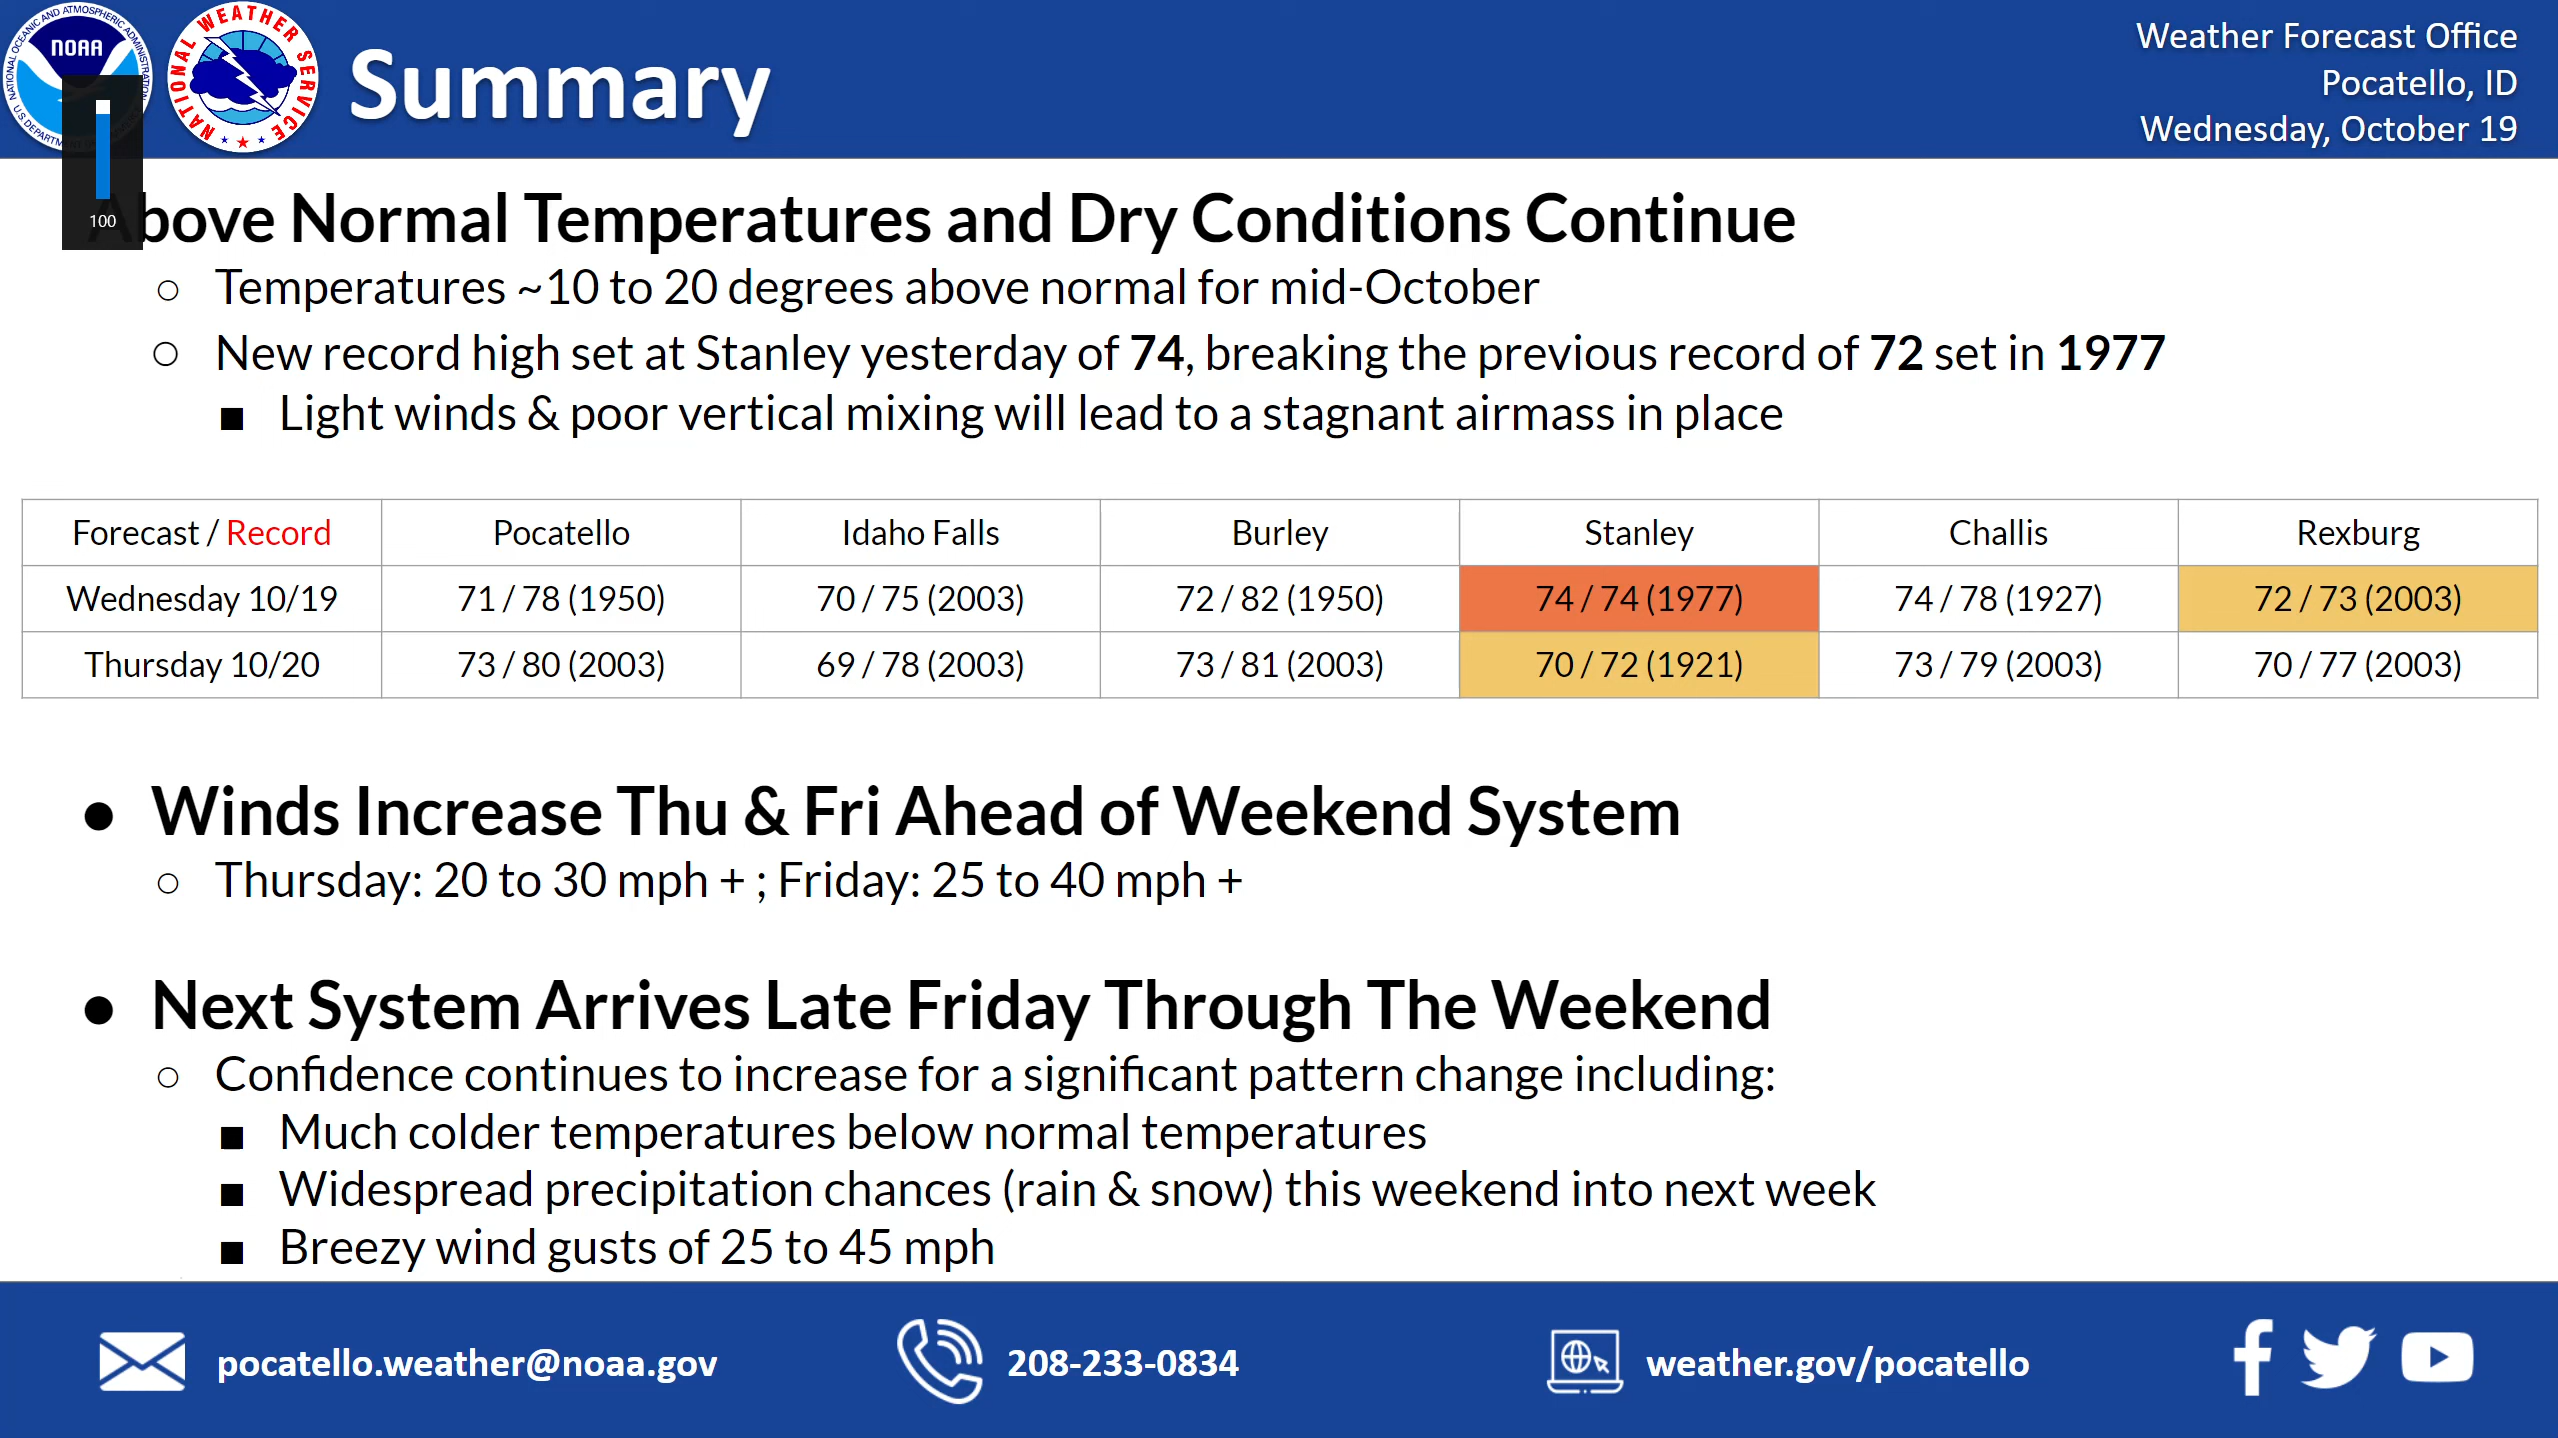 NOAA
NATIONAL OCEANIC AND ATMOSPHERIC ADMINISTRATION
NATIONAL WEATHER SERVICE
Summary
Weather Forecast Office
Pocatello, ID
Wednesday, October 19
100
Above Normal Temperatures and Dry Conditions Continue
○ Temperatures ~10 to 20 degrees above normal for mid-October
○ New record high set at Stanley yesterday of 74, breaking the previous record of 72 set in 1977
■ Light winds & poor vertical mixing will lead to a stagnant airmass in place
Forecast / Record Pocatello Idaho Falls Burley Stanley Challis Rexburg
Wednesday 10/19 71 / 78 (1950) 70 / 75 (2003) 72 / 82 (1950) 74 / 74 (1977) 74 / 78 (1927) 72 / 73 (2003)
Thursday 10/20 73 / 80 (2003) 69 / 78 (2003) 73 / 81 (2003) 70 / 72 (1921) 73 / 79 (2003) 70 / 77 (2003)
● Winds Increase Thu & Fri Ahead of Weekend System
○ Thursday: 20 to 30 mph + ; Friday: 25 to 40 mph +
● Next System Arrives Late Friday Through The Weekend
○ Confidence continues to increase for a significant pattern change including:
■ Much colder temperatures below normal temperatures
■ Widespread precipitation chances (rain & snow) this weekend into next week
■ Breezy wind gusts of 25 to 45 mph
pocatello.weather@noaa.gov
208-233-0834
weather.gov/pocatello